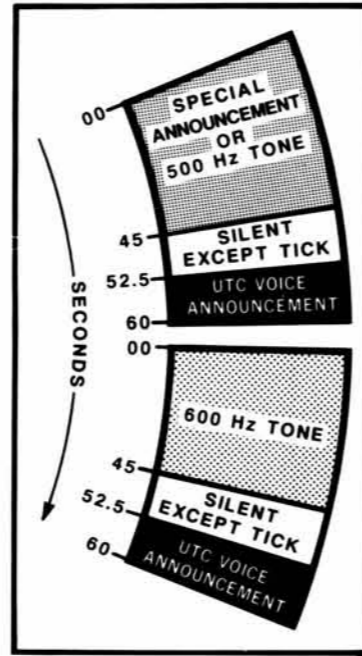 00
SPECIAL
ANNOUNCEMENT
OR
500 Hz TONE
45
SILENT
EXCEPT TICK
52.5
UTC VOICE
ANNOUNCEMENT
60
00
SECONDS
600 Hz TONE
45
SILENT
EXCEPT TICK
52.5
UTC VOICE
ANNOUNCEMENT
60